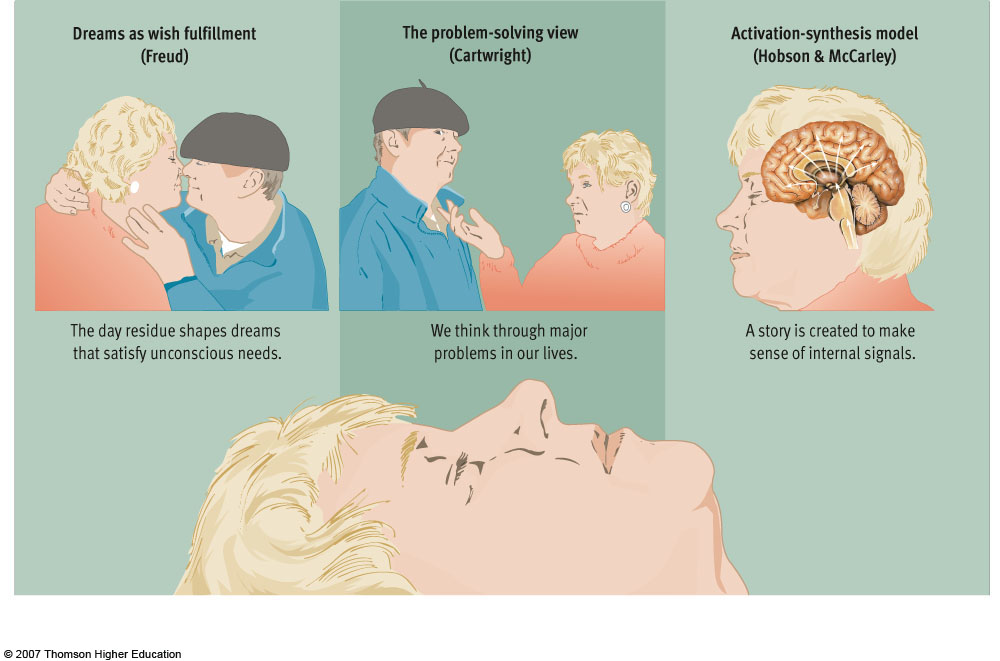 Dreams as wish fulfillment
(Freud)
The problem-solving view
(Cartwright)
Activation-synthesis model
(Hobson & McCarley)
The day residue shapes dreams
that satisfy unconscious needs.
We think through major
problems in our lives.
A story is created to make
sense of internal signals.
© 2007 Thomson Higher Education